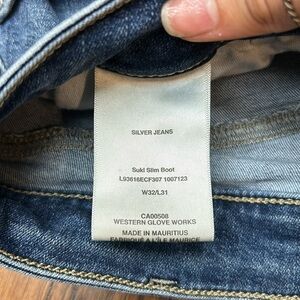 SILVER JEANS
Suki Slim Boot
L93616ECF307 1007123
W32/L31
CA00508
WESTERN GLOVE WORKS
MADE IN MAURITIUS
FABRIQUÉ À L'ÎLE MAURICE